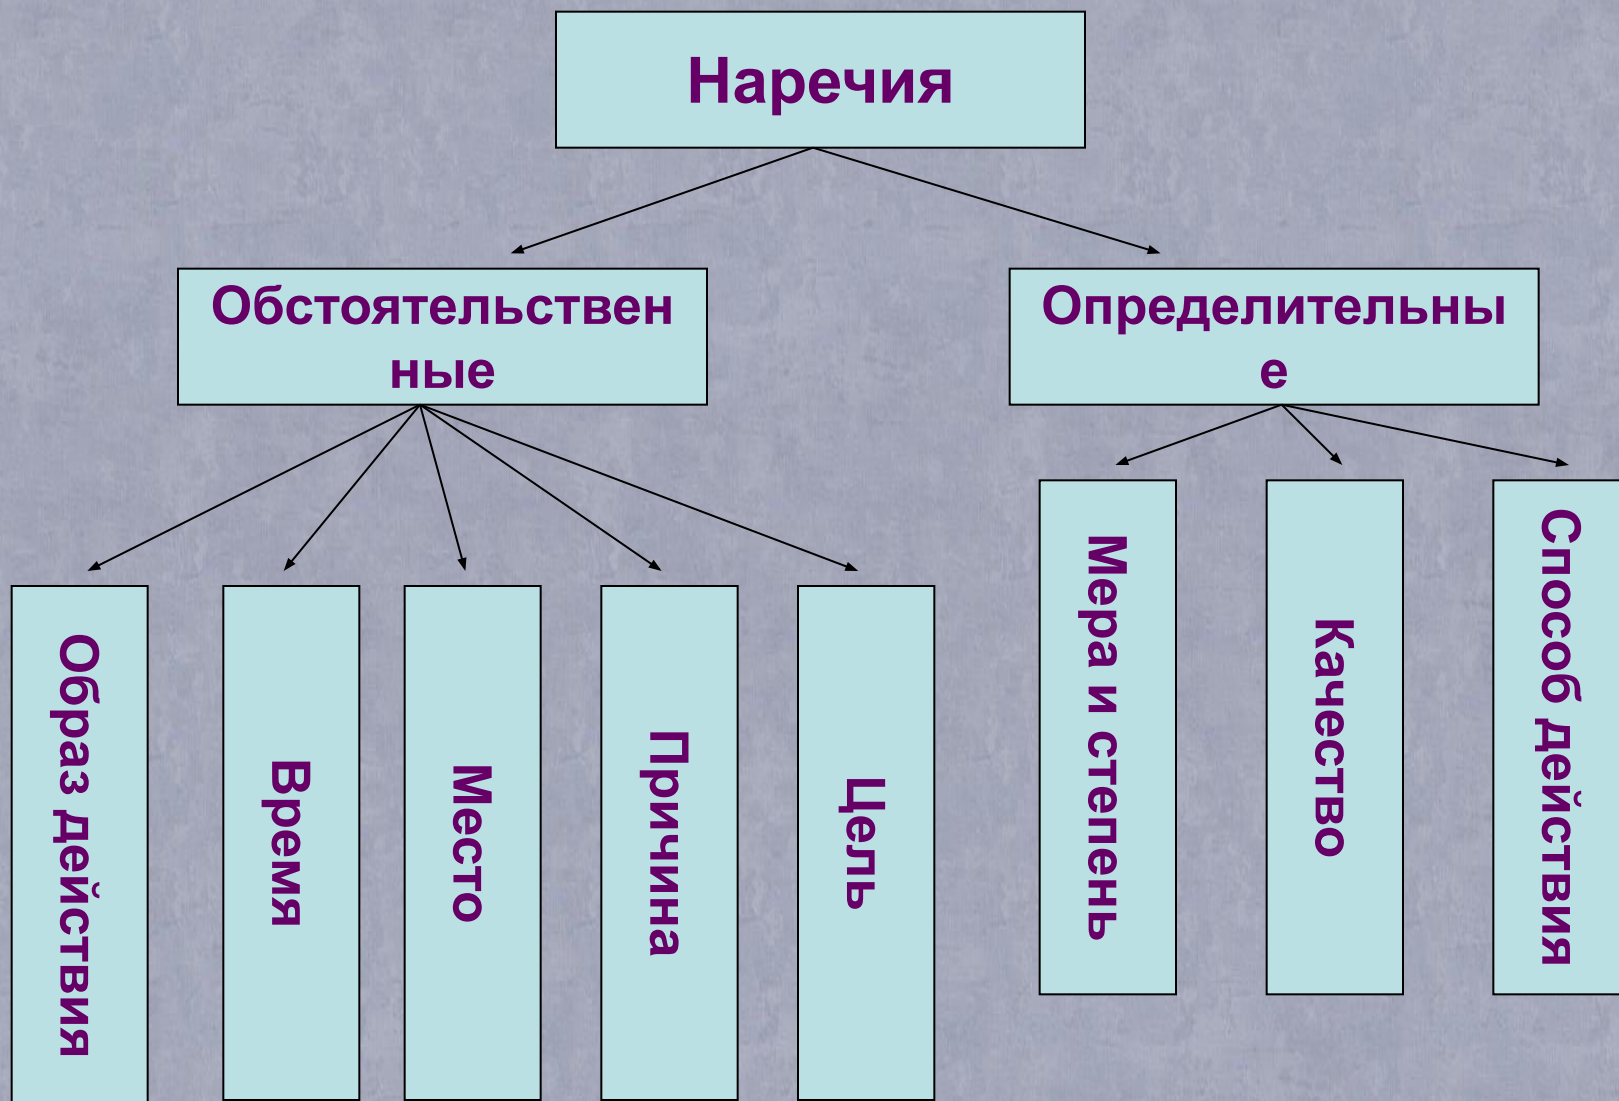 Наречия
Обстоятельствен
ные
Определительны
е
Образ действия
Время
Место
Причина
Цель
Мера и степень
Качество
Способ действия